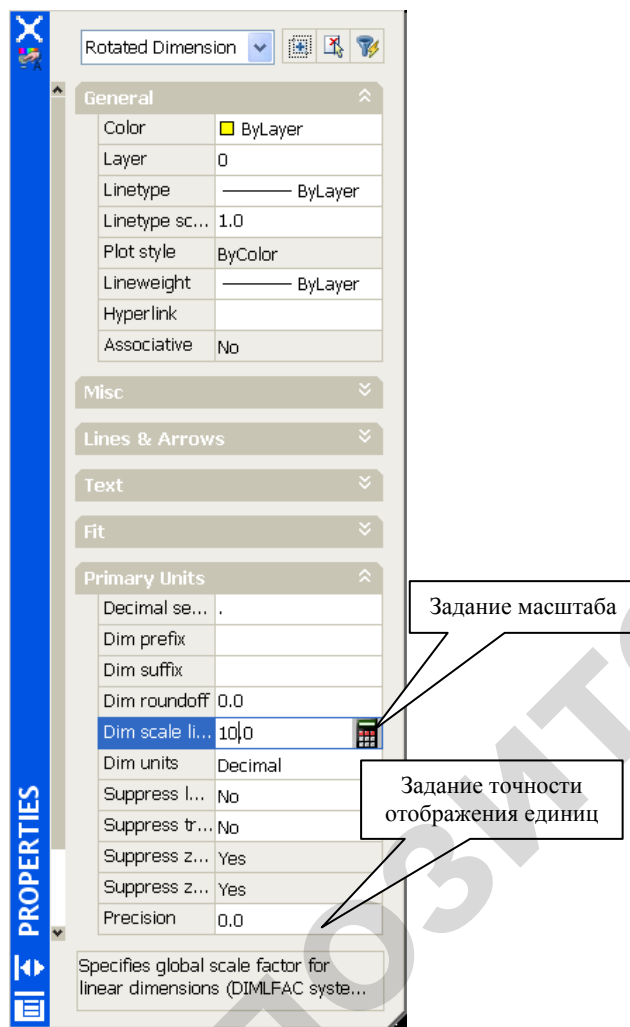 Rotated Dimension
General
Color ByLayer
Layer 0
Linetype ByLayer
Linetype sc... 1.0
Plot style ByColor
Lineweight ByLayer
Hyperlink
Associative No
Misc
Lines & Arrows
Text
Fit
Primary Units
Decimal se... .
Dim prefix
Dim suffix
Dim roundoff 0.0
Dim scale li... 10.0
Dim units Decimal
Suppress l... No
Suppress tr... No
Suppress z... Yes
Suppress z... Yes
Precision 0.0
Specifies global scale factor for
linear dimensions (DIMLFAC syste...
PROPERTIES
Задание масштаба
Задание точности
отображения единиц